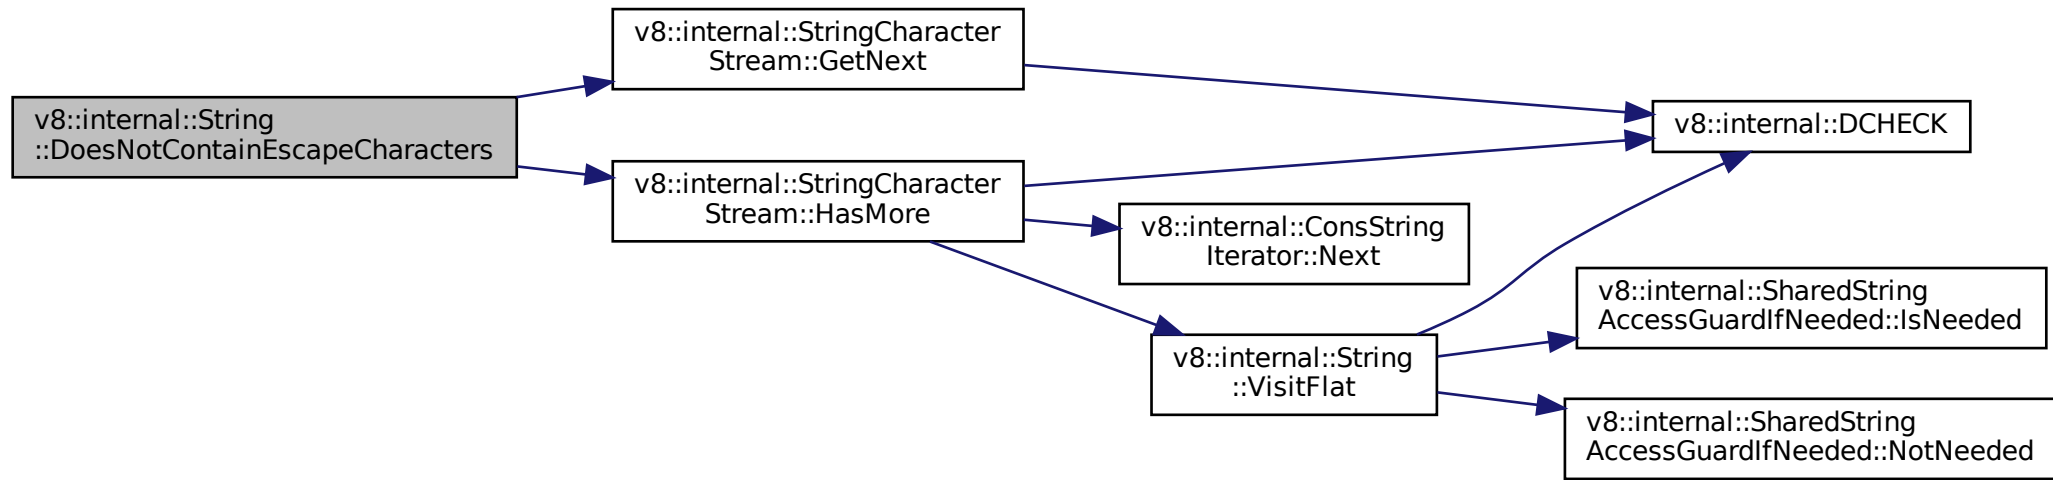 v8::internal::String
::DoesNotContainEscapeCharacters
v8::internal::StringCharacter
Stream::GetNext
v8::internal::StringCharacter
Stream::HasMore
v8::internal::DCHECK
v8::internal::ConsString
Iterator::Next
v8::internal::String
::VisitFlat
v8::internal::SharedString
AccessGuardIfNeeded::IsNeeded
v8::internal::SharedString
AccessGuardIfNeeded::NotNeeded